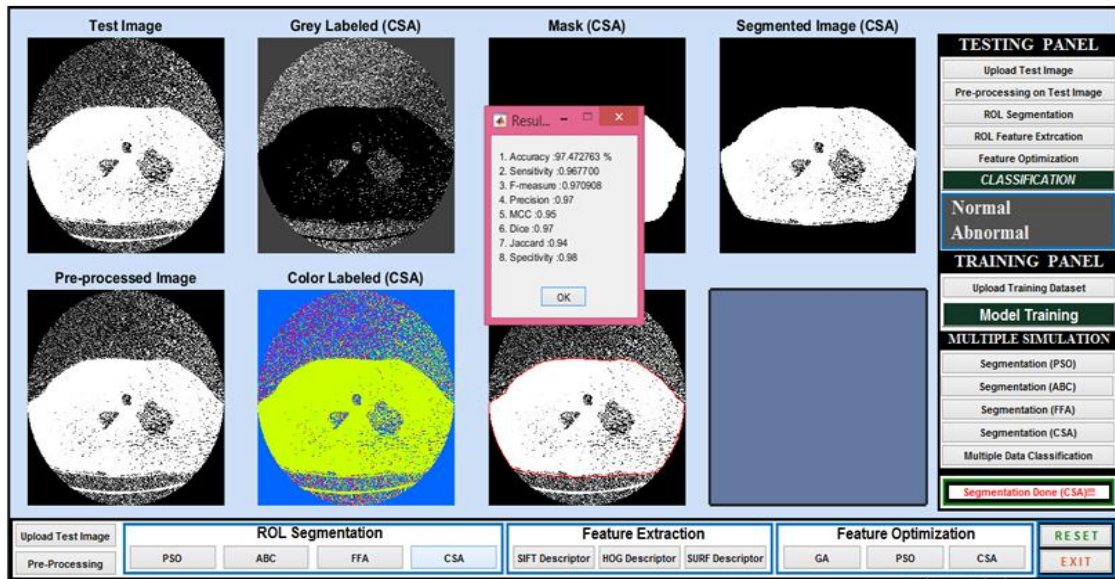 Test Image
Grey Labeled (CSA)
Mask (CSA)
Segmented Image (CSA)
Pre-processed Image
Color Labeled (CSA)
Resul...
1. Accuracy :97.472763 %
2. Sensitivity :0.967700
3. F-measure :0.970908
4. Precision :0.97
5. MCC :0.95
6. Dice :0.97
7. Jaccard :0.94
8. Specitivity :0.98
OK
TESTING PANEL
Upload Test Image
Pre-processing on Test Image
ROL Segmentation
ROL Feature Extrcation
Feature Optimization
CLASSIFICATION
Normal
Abnormal
TRAINING PANEL
Upload Training Dataset
Model Training
MULTIPLE SIMULATION
Segmentation (PSO)
Segmentation (ABC)
Segmentation (FFA)
Segmentation (CSA)
Multiple Data Classification
Segmentation Done (CSA)!!!
Upload Test Image
Pre-Processing
ROL Segmentation
PSO
ABC
FFA
CSA
Feature Extraction
SIFT Descriptor
HOG Descriptor
SURF Descriptor
Feature Optimization
GA
PSO
CSA
RESET
EXIT